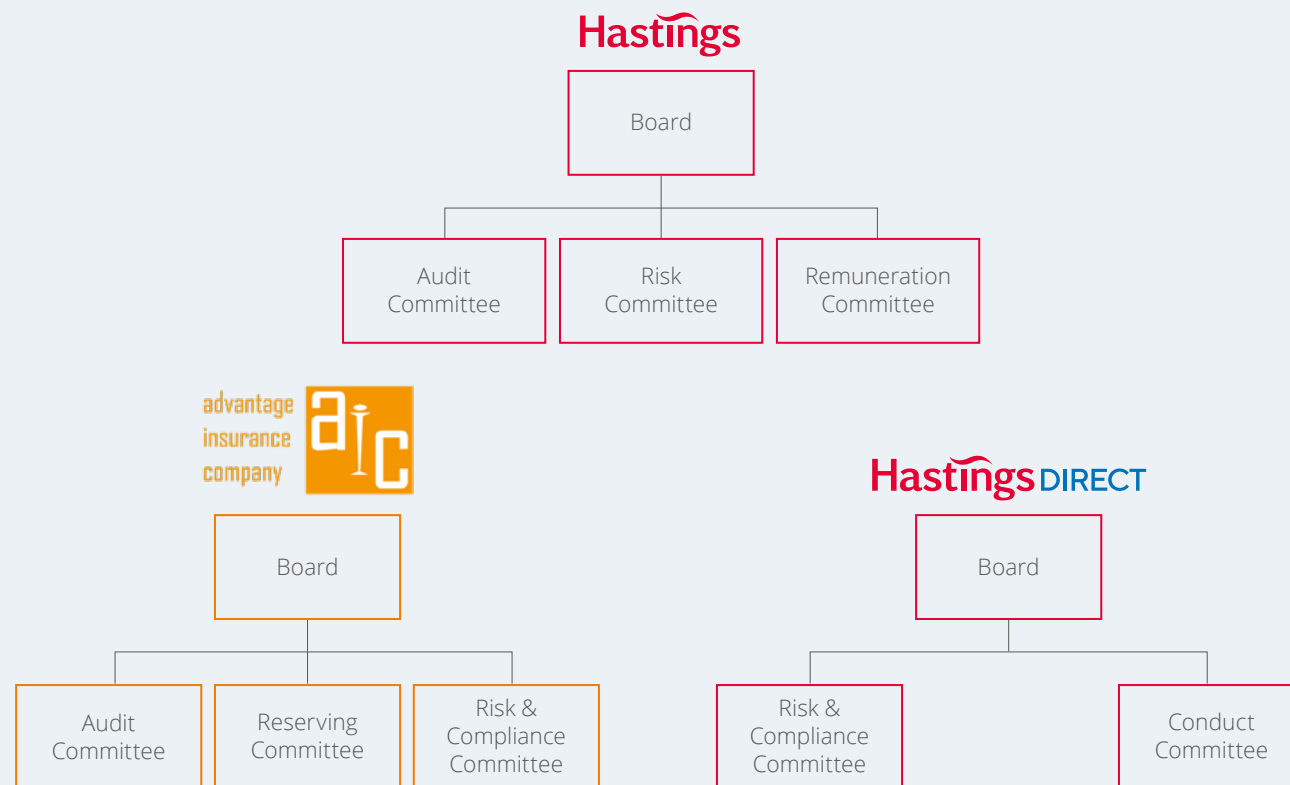 Hastings
Board
Audit
Committee
Risk
Committee
Remuneration
Committee
advantage
insurance
company
aic
Board
Audit
Committee
Reserving
Committee
Risk &
Compliance
Committee
Hastings DIRECT
Board
Risk &
Compliance
Committee
Conduct
Committee